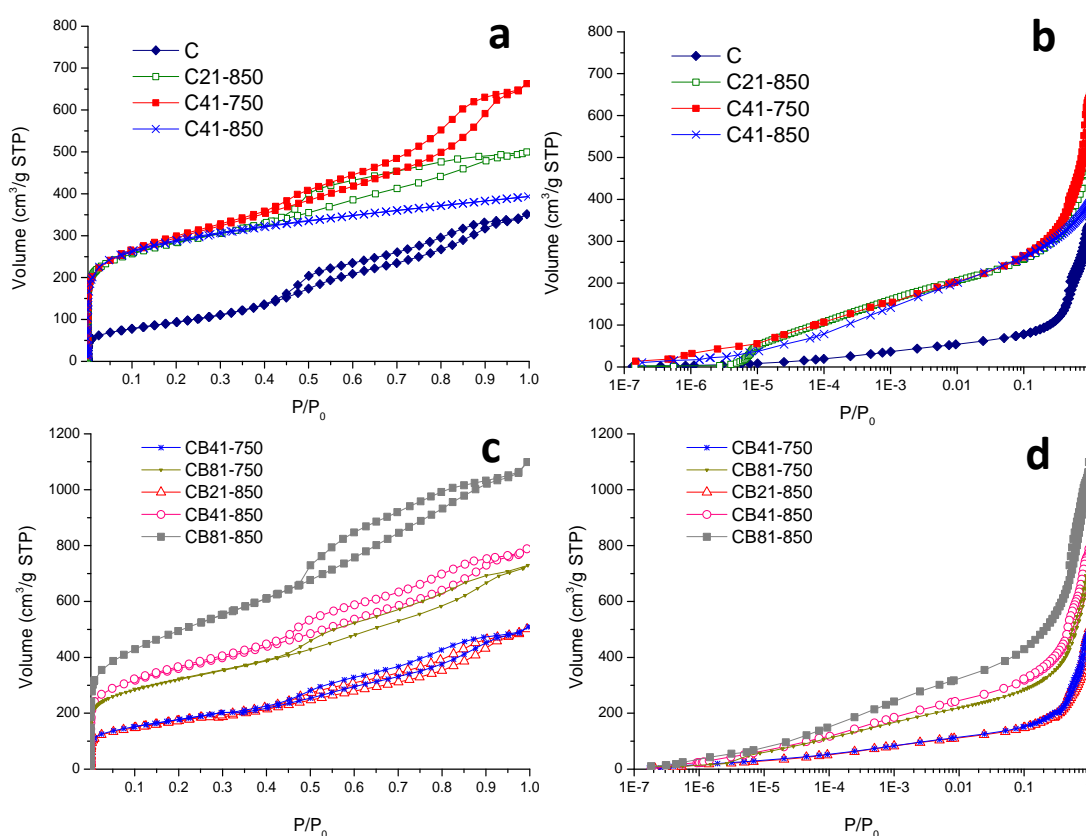 a
C
C21-850
C41-750
C41-850
Volume (cm³/g STP)
800
700
600
500
400
300
200
100
0
0.1 0.2 0.3 0.4 0.5 0.6 0.7 0.8 0.9 1.0
P/P₀
b
C
C21-850
C41-750
C41-850
Volume (cm³/g STP)
800
700
600
500
400
300
200
100
0
1E-7 1E-6 1E-5 1E-4 1E-3 0.01 0.1
P/P₀
c
CB41-750
CB81-750
CB21-850
CB41-850
CB81-850
Volume (cm³/g STP)
1200
1000
800
600
400
200
0
0.1 0.2 0.3 0.4 0.5 0.6 0.7 0.8 0.9 1.0
P/P₀
d
CB41-750
CB81-750
CB21-850
CB41-850
CB81-850
Volume (cm³/g STP)
1200
1000
800
600
400
200
0
1E-7 1E-6 1E-5 1E-4 1E-3 0.01 0.1
P/P₀